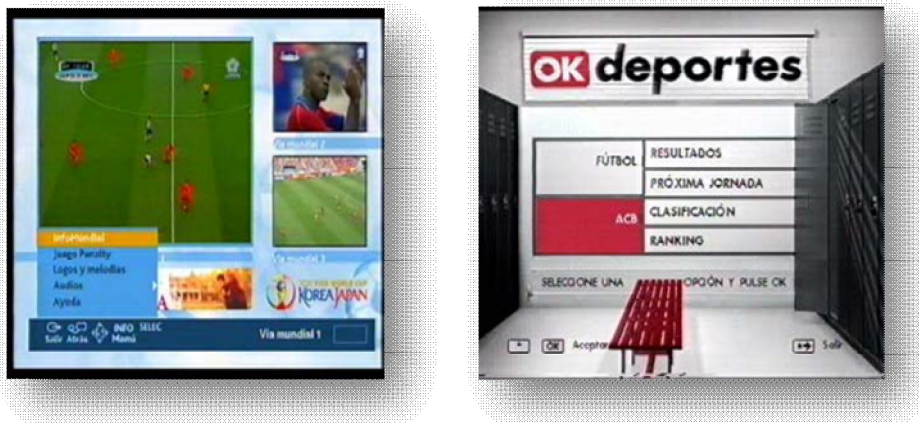 Vía mundial 2
Vía mundial 3
InfoMundial
Juego Penalty
Logos y melodías
Audios
Ayuda
KOREA JAPAN
Salir Atrás INFO Menú SELEC
Vía mundial 1
OK deportes
FÚTBOL
RESULTADOS
PRÓXIMA JORNADA
ACB
CLASIFICACIÓN
RANKING
SELECCIONE UNA OPCIÓN Y PULSE OK
OK Aceptar
Salir